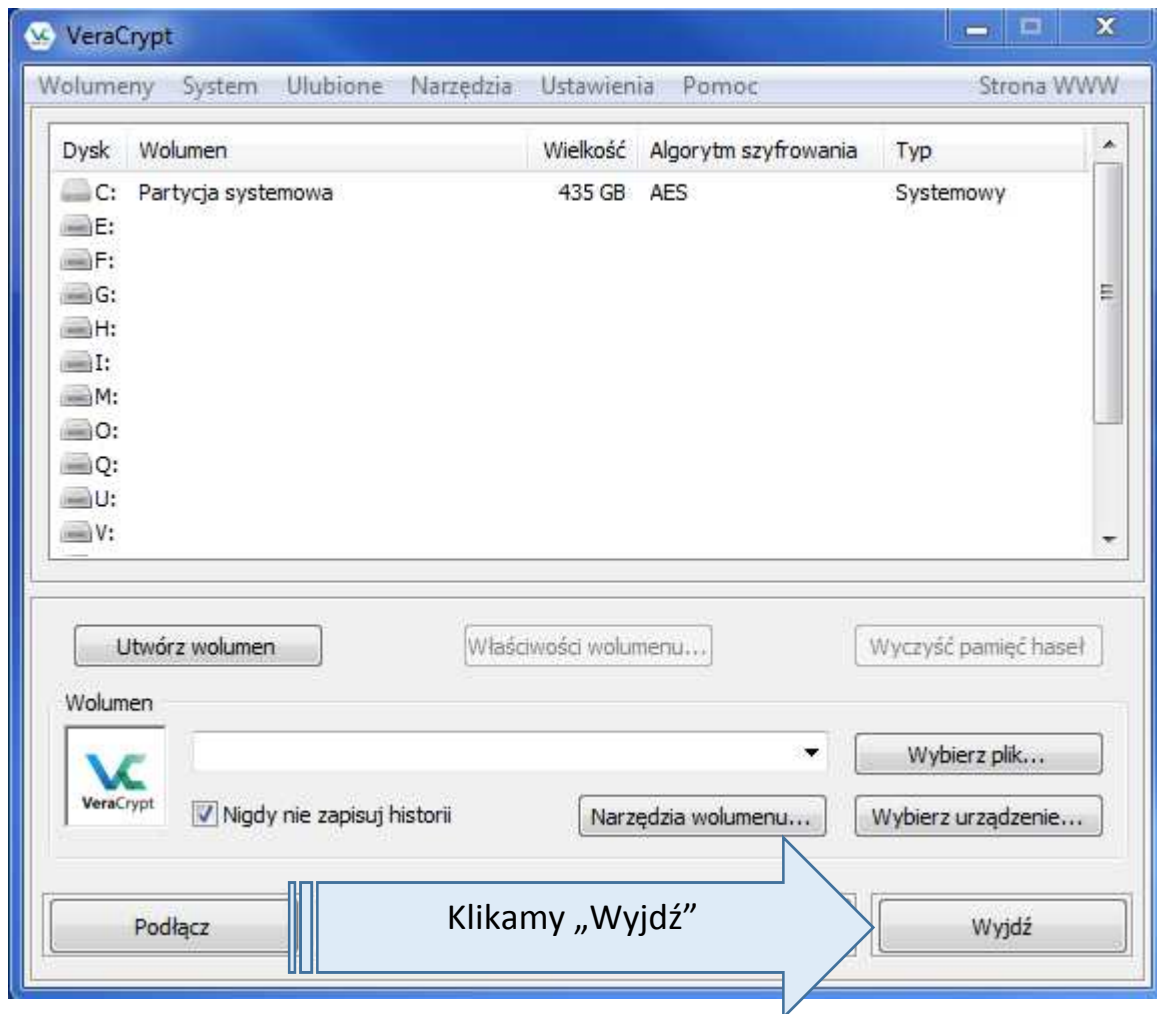 VeraCrypt
Wolumeny System Ulubione Narzędzia Ustawienia Pomoc Strona WWW
Dysk Wolumen Wielkość Algorytm szyfrowania Typ
C: Partycja systemowa 435 GB AES Systemowy
E:
F:
G:
H:
I:
M:
O:
Q:
U:
V:
Utwórz wolumen Właściwości wolumenu... Wyczyść pamięć haseł
Wolumen
VeraCrypt
Wybierz plik...
Nigdy nie zapisuj historii Narzędzia wolumenu... Wybierz urządzenie...
Podłącz Klikamy „Wyjdź” Wyjdź